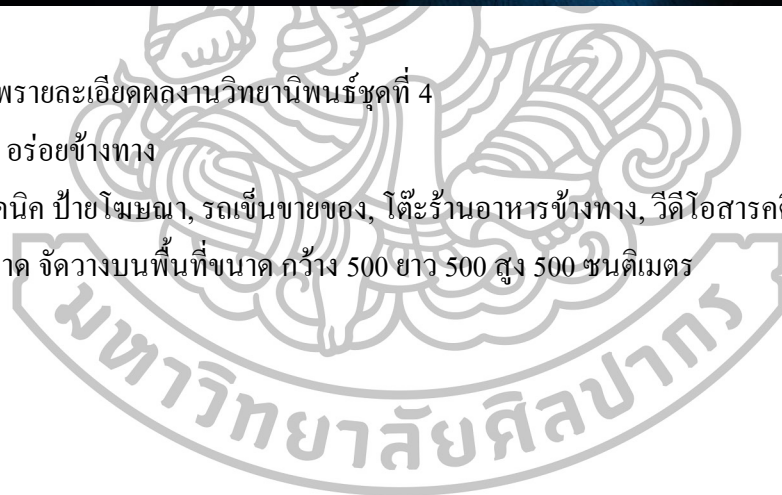 พรายละเอียดผลงานวิทยานิพนธ์ชุดที่ 4
อร่อยข้างทาง
คนิค ป้ายโฆษณา, รถเข็นขายของ, โต๊ะร้านอาหารข้างทาง, วีดีโอสารค
าด จัดวางบนพื้นที่ขนาด กว้าง 500 ยาว 500 สูง 500 ซนติเมตร
มหาวิทยาลัยศิลปากร